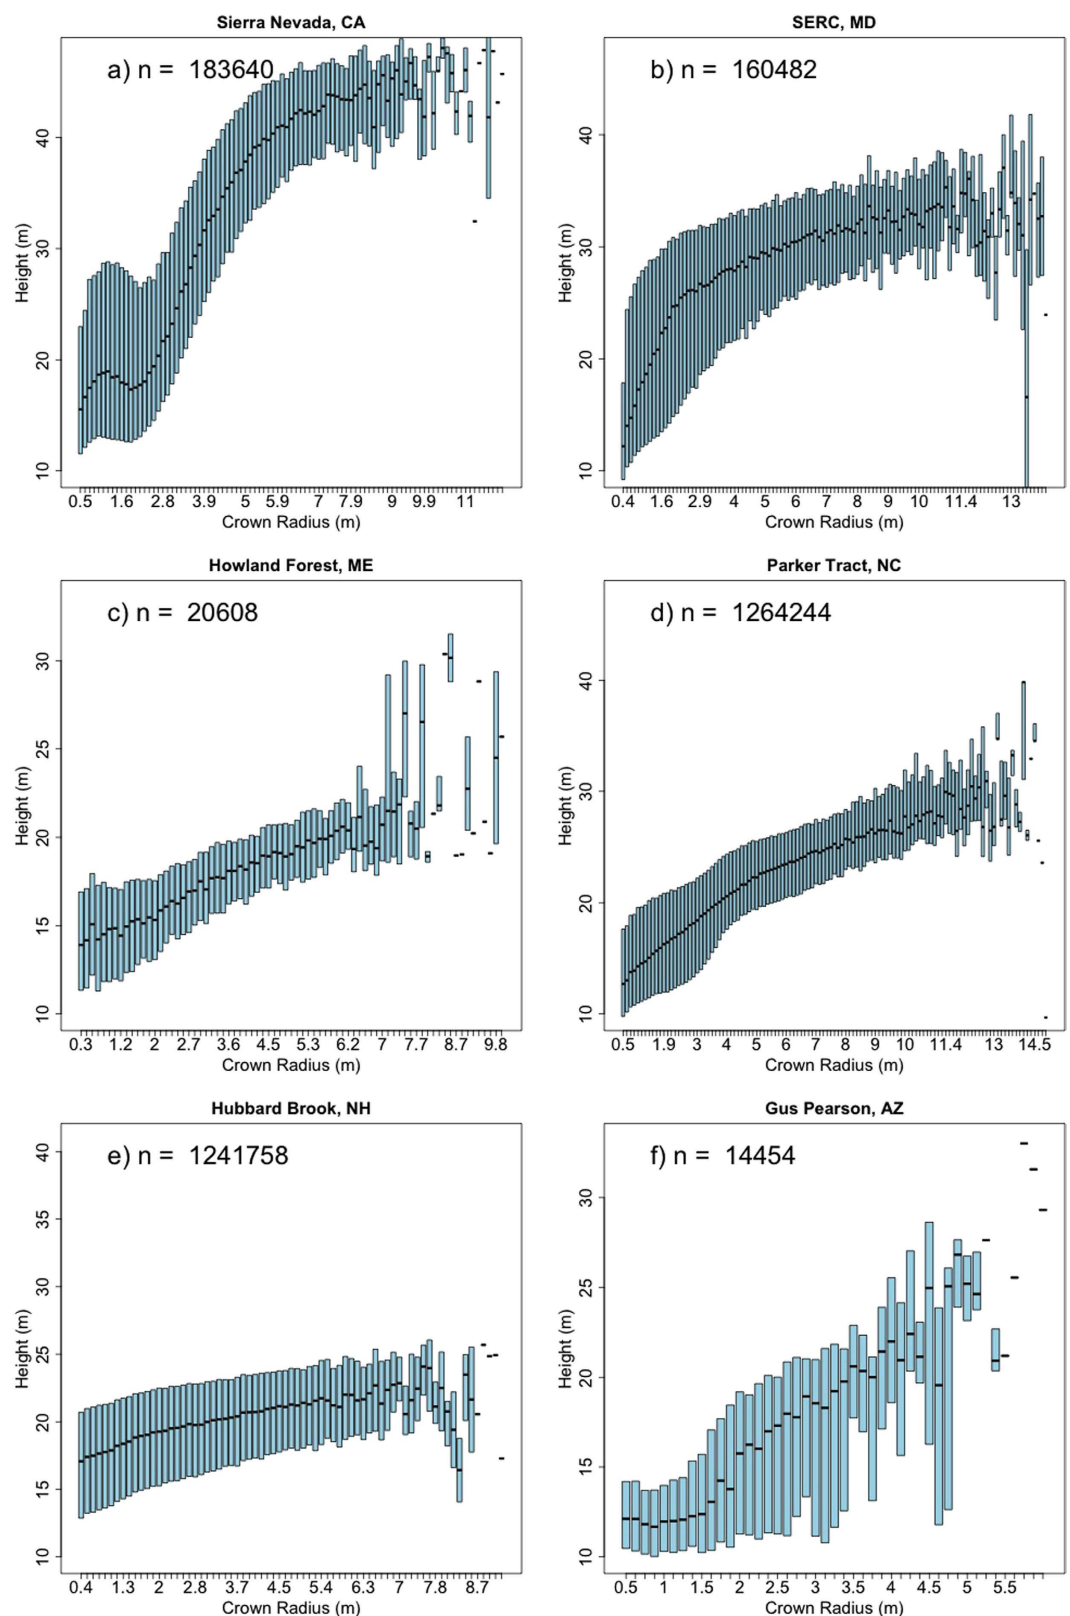 Sierra Nevada, CA
a) n = 183640
Height (m)
40
30
20
10
0.5 1.6 2.8 3.9 5 5.9 7 7.9 9 9.9 11
Crown Radius (m)
SERC, MD
b) n = 160482
Height (m)
40
30
20
10
0.4 1.6 2.9 4 5 6 7 8 9 10 11.4 13
Crown Radius (m)
Howland Forest, ME
c) n = 20608
Height (m)
30
25
20
15
10
0.3 1.2 2 2.7 3.6 4.5 5.3 6.2 7 7.7 8.7 9.8
Crown Radius (m)
Parker Tract, NC
d) n = 1264244
Height (m)
40
30
20
10
0.5 1.9 3 4 5 6 7 8 9 10 11.4 13 14.5
Crown Radius (m)
Hubbard Brook, NH
e) n = 1241758
Height (m)
40
35
30
25
20
15
10
0.4 1.3 2 2.8 3.7 4.5 5.4 6.3 7 7.8 8.7
Crown Radius (m)
Gus Pearson, AZ
f) n = 14454
Height (m)
30
25
20
15
10
0.5 1 1.5 2 2.5 3 3.5 4 4.5 5 5.5
Crown Radius (m)